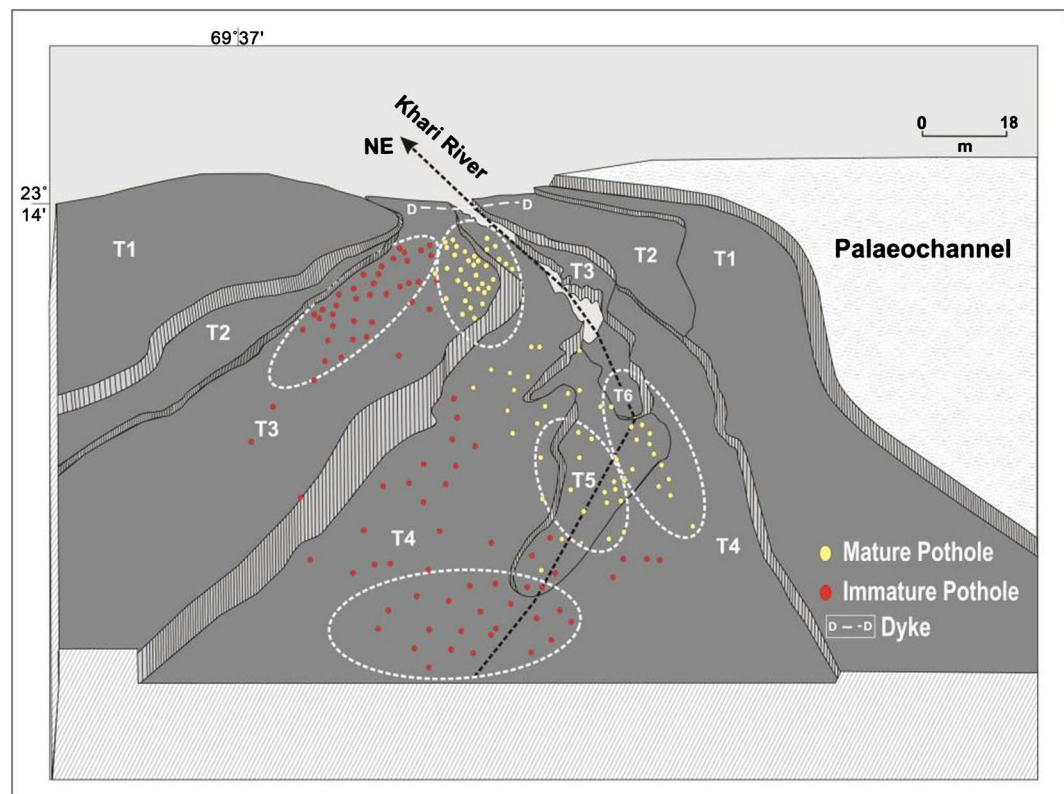 69°37'
Khari River
NE
0 18
m
23°
14'
D D
T1
T2
T1
T3
Palaeochannel
T2
T6
T3
T5
T4
T4
Mature Pothole
Immature Pothole
D – - D Dyke